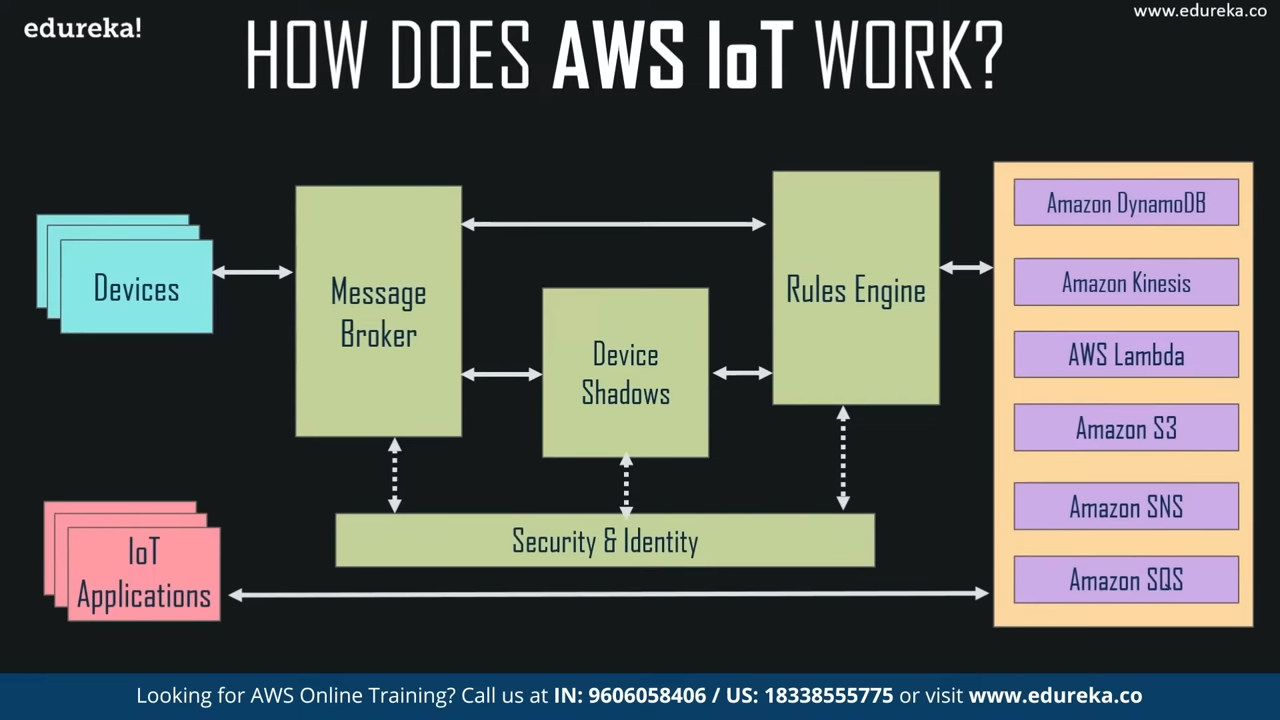 edureka!
www.edureka.co
HOW DOES AWS IoT WORK?
Devices
Message
Broker
Device
Shadows
Rules Engine
Amazon DynamoDB
Amazon Kinesis
AWS Lambda
Amazon S3
Amazon SNS
Amazon SQS
Security & Identity
IoT
Applications
Looking for AWS Online Training? Call us at IN: 9606058406 / US: 18338555775 or visit www.edureka.co